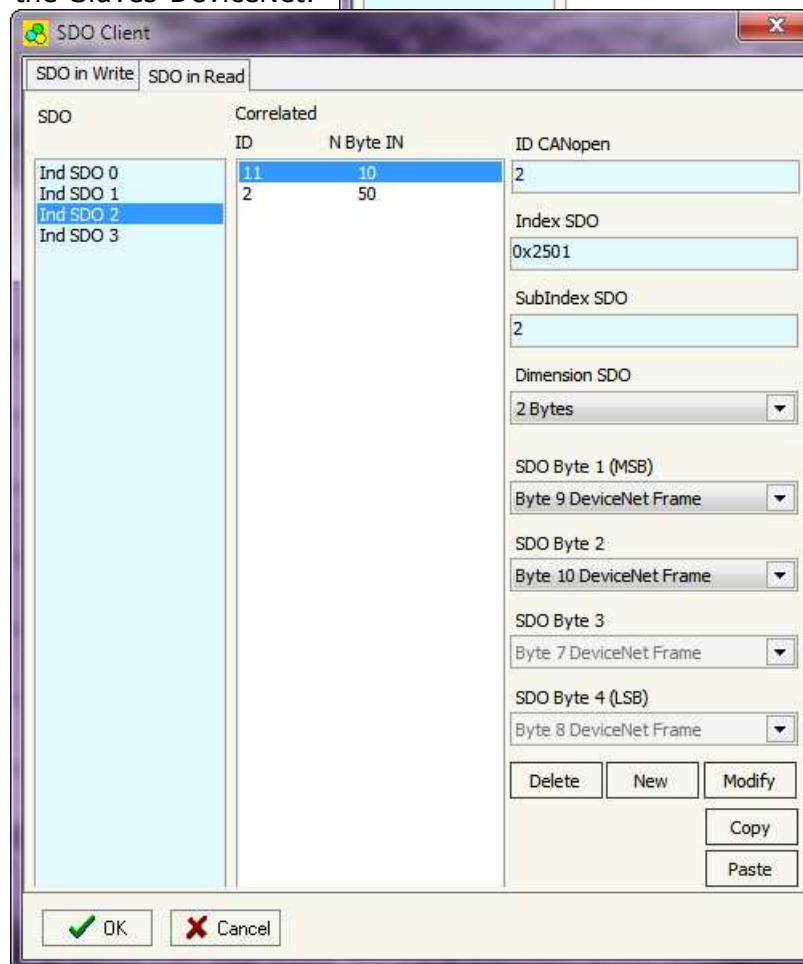 the Slaves DeviceNet.
SDO Client
SDO in Write SDO in Read
SDO
Correlated
ID N Byte IN
Ind SDO 0
Ind SDO 1
Ind SDO 2
Ind SDO 3
11 10
2 50
ID CANopen
2
Index SDO
0x2501
SubIndex SDO
2
Dimension SDO
2 Bytes
SDO Byte 1 (MSB)
Byte 9 DeviceNet Frame
SDO Byte 2
Byte 10 DeviceNet Frame
SDO Byte 3
Byte 7 DeviceNet Frame
SDO Byte 4 (LSB)
Byte 8 DeviceNet Frame
Delete New Modify
Copy
Paste
OK Cancel